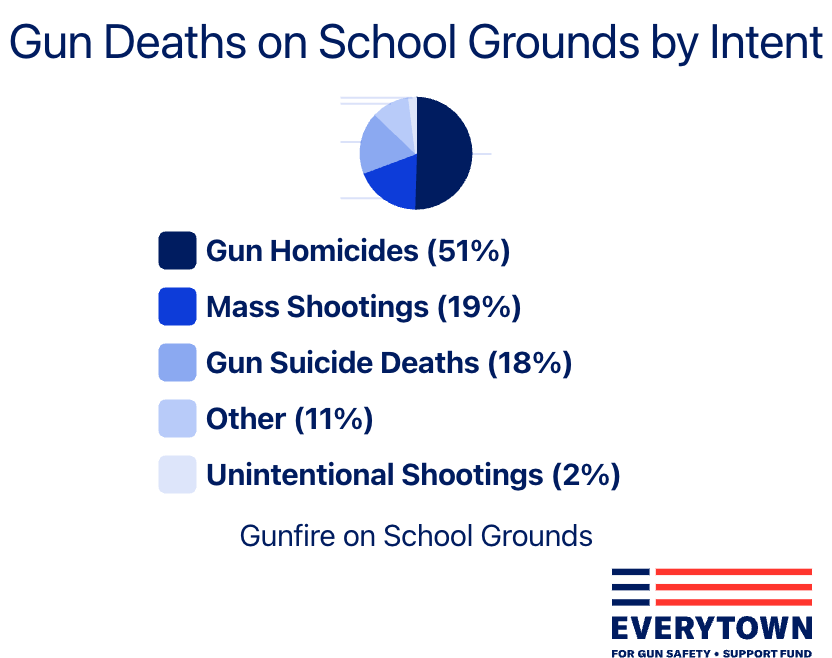 Gun Deaths on School Grounds by Intent
Gun Homicides (51%)
Mass Shootings (19%)
Gun Suicide Deaths (18%)
Other (11%)
Unintentional Shootings (2%)
Gunfire on School Grounds
EVERYTOWN
FOR GUN SAFETY • SUPPORT FUND